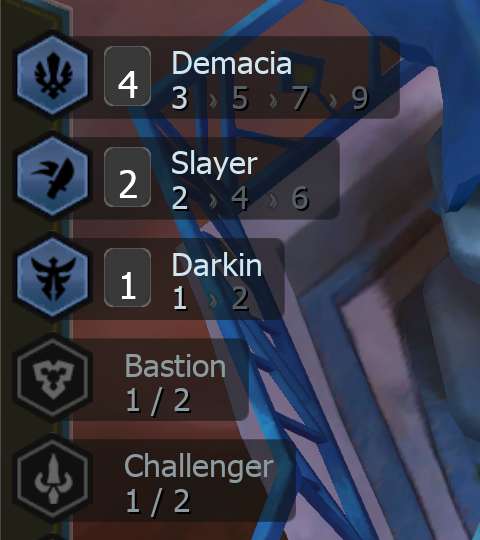 4 Demacia
3 › 5 › 7 › 9
2 Slayer
2 › 4 › 6
1 Darkin
1 › 2
Bastion
1 / 2
Challenger
1 / 2